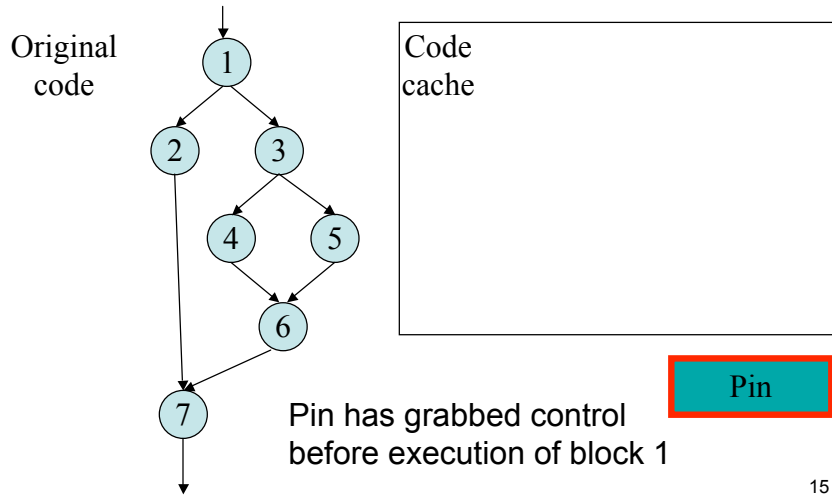 Original
code
1
2
3
4
5
6
7
Code
cache
Pin
Pin has grabbed control
before execution of block 1
15